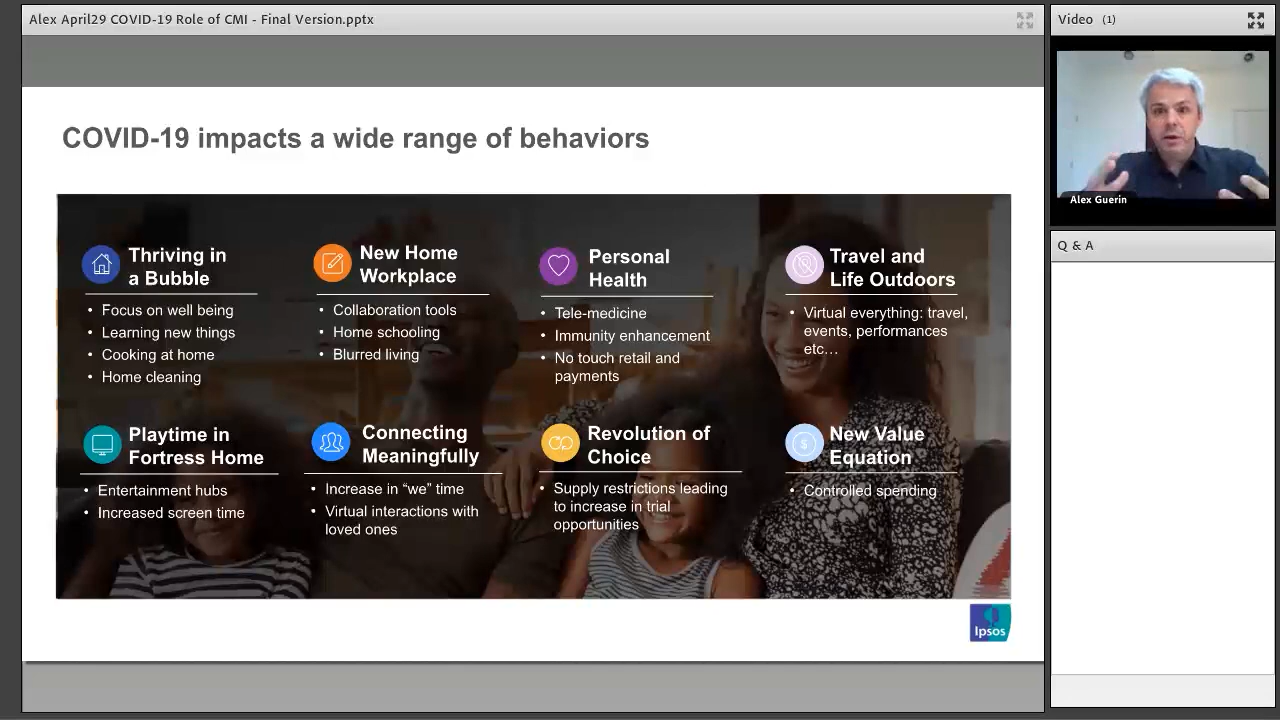 Alex April29 COVID-19 Role of CMI - Final Version.pptx
Video (1)
Alex Guerin
Q & A
COVID-19 impacts a wide range of behaviors
Thriving in
a Bubble
• Focus on well being
• Learning new things
• Cooking at home
• Home cleaning
New Home
Workplace
• Collaboration tools
• Home schooling
• Blurred living
Personal
Health
• Tele-medicine
• Immunity enhancement
• No touch retail and
payments
Travel and
Life Outdoors
• Virtual everything: travel,
events, performances
etc…
Playtime in
Fortress Home
• Entertainment hubs
• Increased screen time
Connecting
Meaningfully
• Increase in “we” time
• Virtual interactions with
loved ones
Revolution of
Choice
• Supply restrictions leading
to increase in trial
opportunities
$
New Value
Equation
• Controlled spending
Ipsos